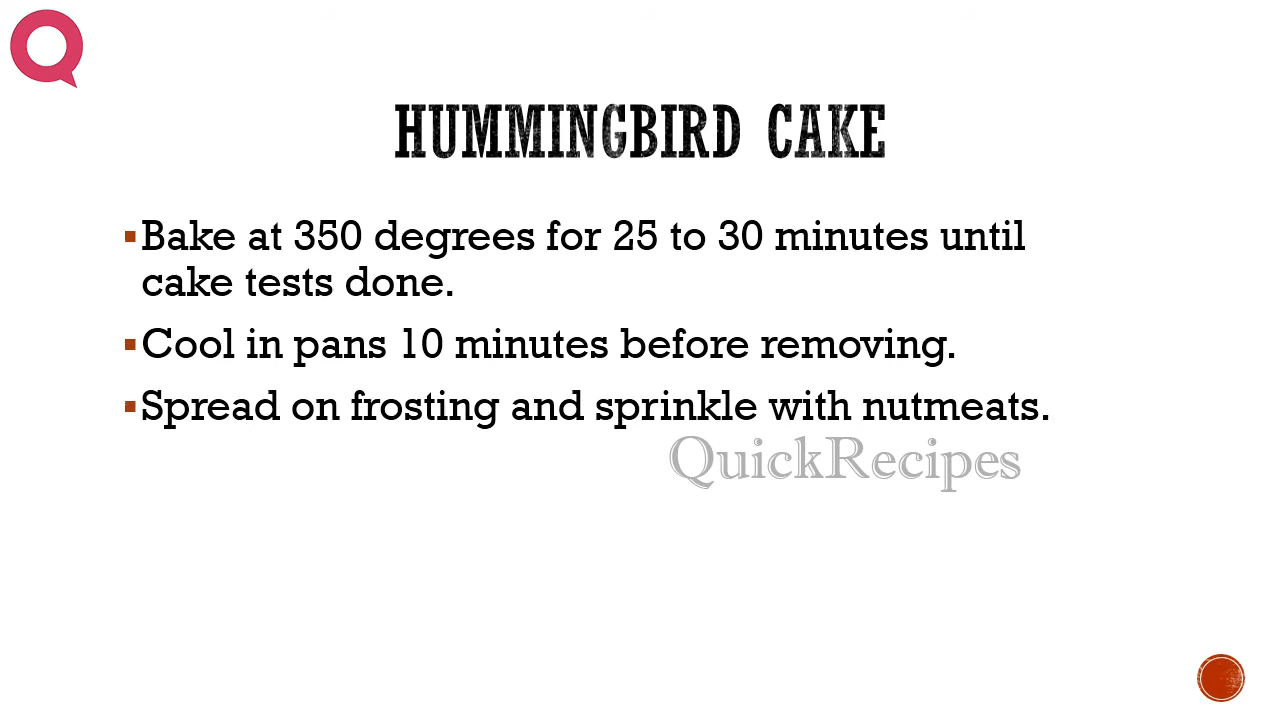 HUMMINGBIRD CAKE
▪Bake at 350 degrees for 25 to 30 minutes until
cake tests done.
▪Cool in pans 10 minutes before removing.
▪Spread on frosting and sprinkle with nutmeats.
QuickRecipes